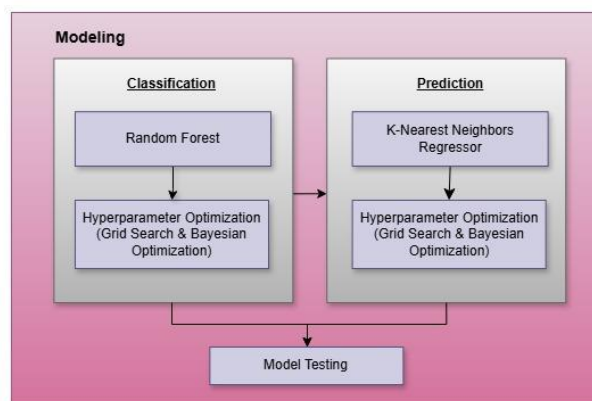 Modeling
Classification
Random Forest
Hyperparameter Optimization
(Grid Search & Bayesian
Optimization)
Prediction
K-Nearest Neighbors
Regressor
Hyperparameter Optimization
(Grid Search & Bayesian
Optimization)
Model Testing